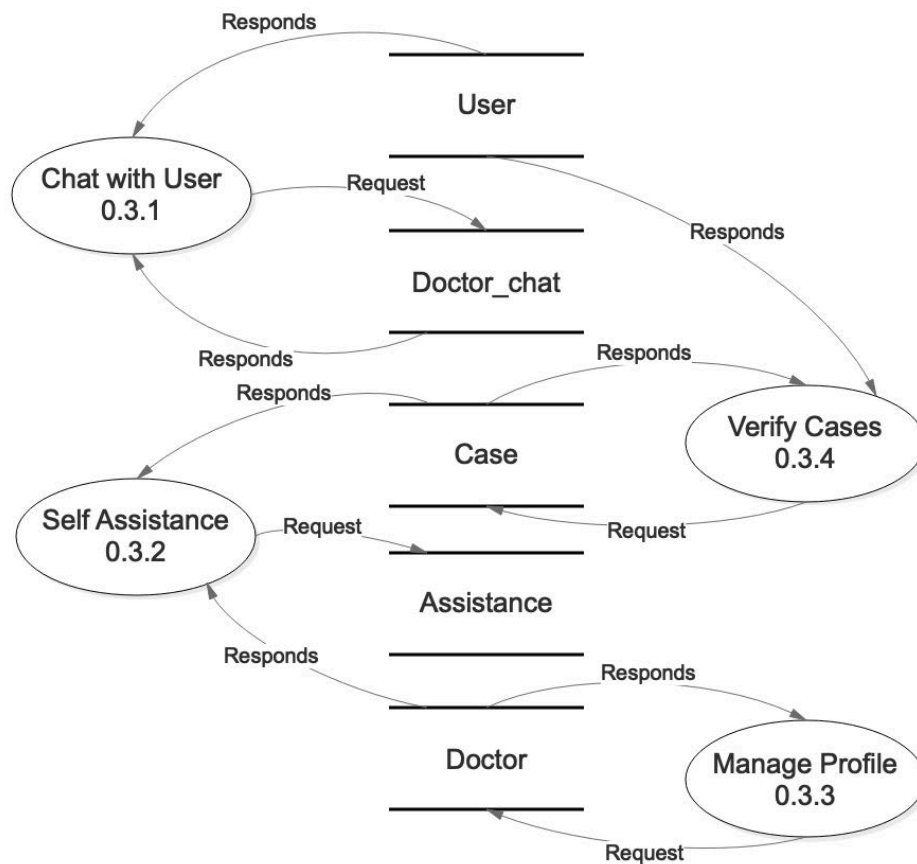 Responds
User
Chat with User
0.3.1
Request
Responds
Doctor_chat
Responds
Responds
Responds
Case
Verify Cases
0.3.4
Self Assistance
0.3.2
Request
Request
Assistance
Responds
Responds
Doctor
Manage Profile
0.3.3
Request